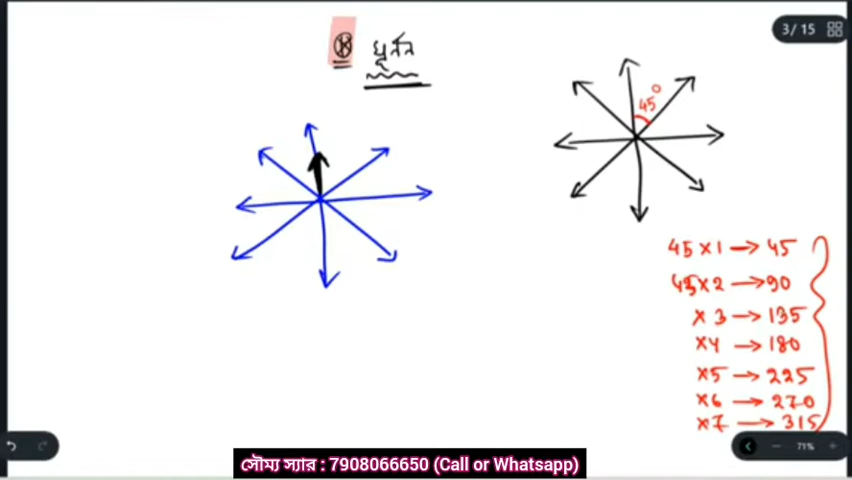 3 / 15
ঘূর্ণন
45°
45 x 1 → 45
45 x 2 → 90
x 3 → 135
x 4 → 180
x 5 → 225
x 6 → 270
x 7 → 315
71%
সৌম্য স্যার : 7908066650 (Call or Whatsapp)